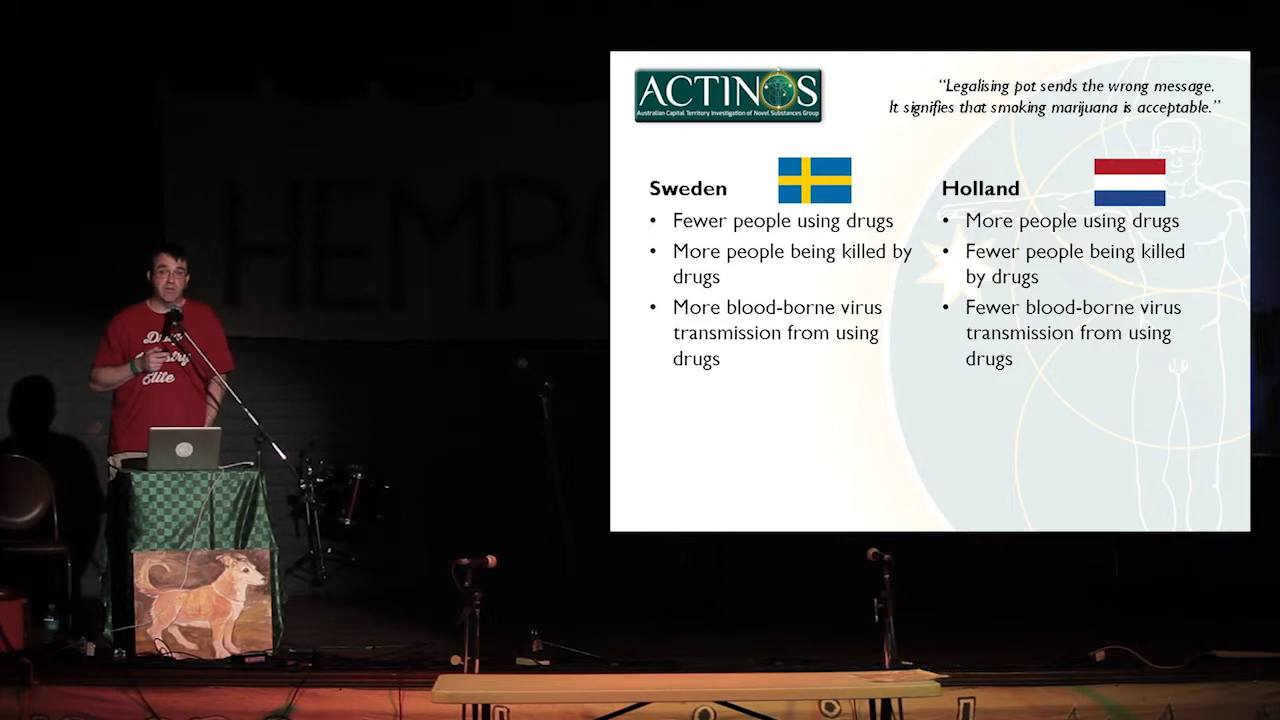 ACTINOS
Australian Capital Territory Investigation of Novel Substances Group
“Legalising pot sends the wrong message.
It signifies that smoking marijuana is acceptable.”
Sweden
• Fewer people using drugs
• More people being killed by
drugs
• More blood-borne virus
transmission from using
drugs
Holland
• More people using drugs
• Fewer people being killed
by drugs
• Fewer blood-borne virus
transmission from using
drugs
HEMP
Elite